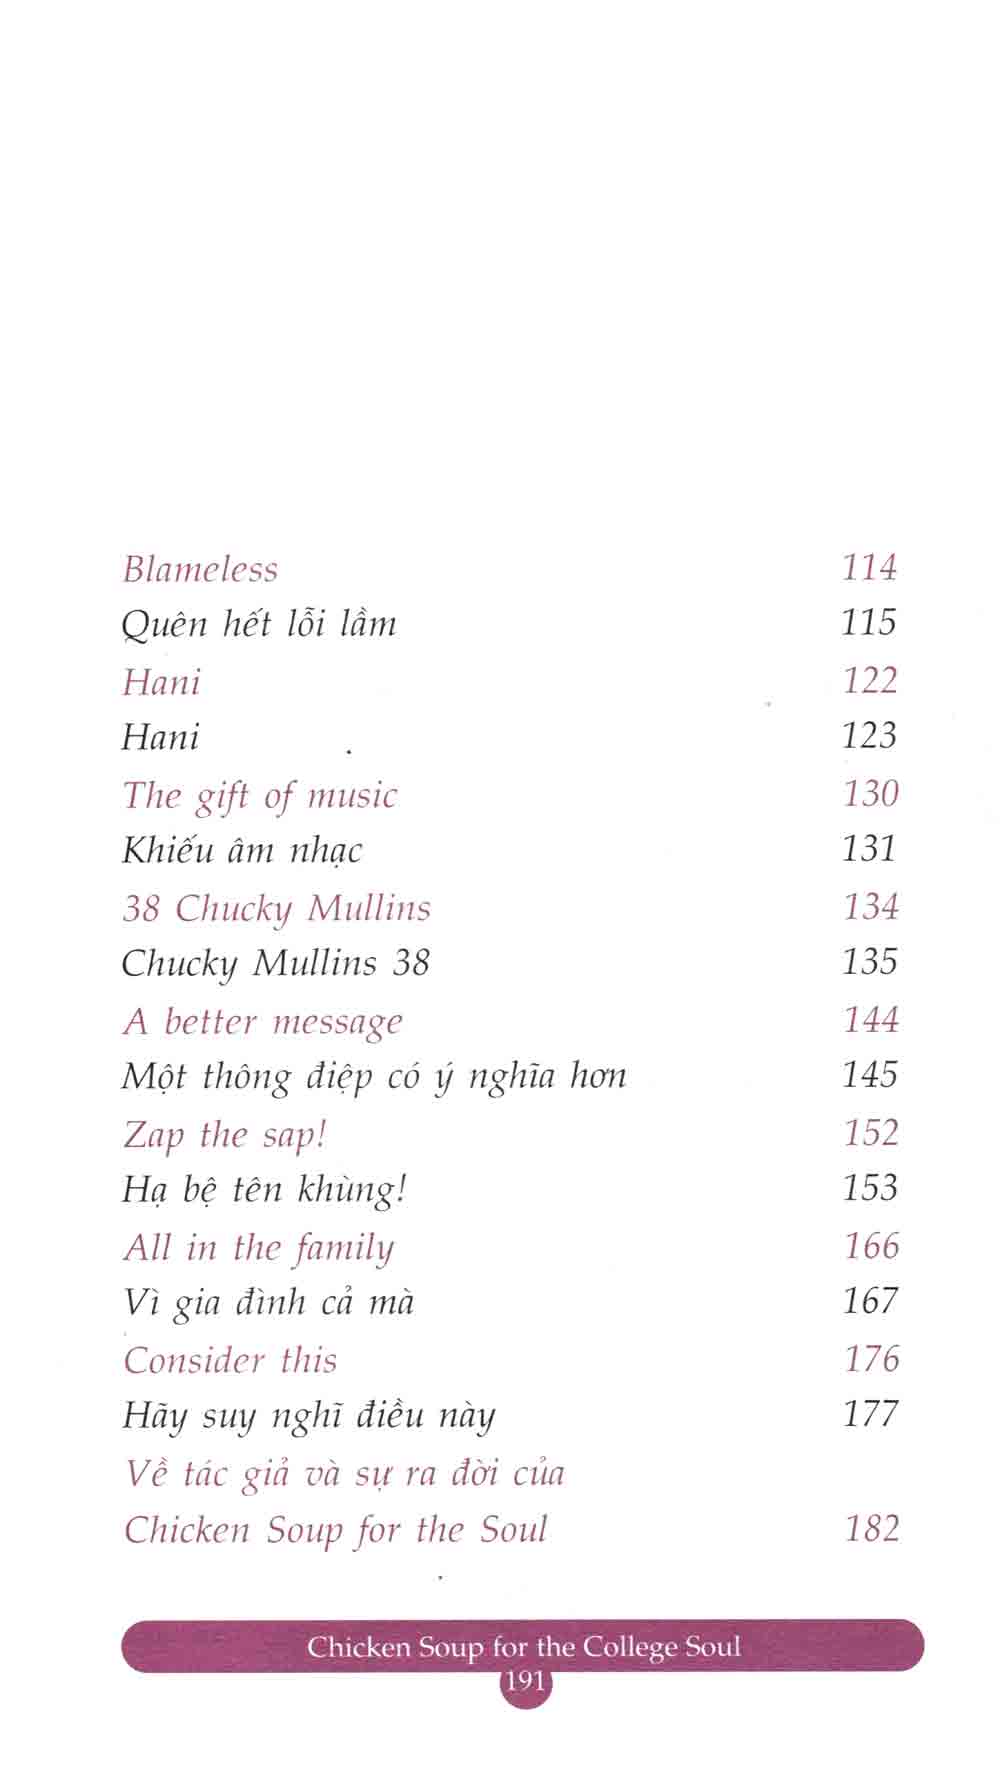 Blameless 114
Quên hết lỗi lầm 115
Hani 122
Hani 123
The gift of music 130
Khiếu âm nhạc 131
38 Chucky Mullins 134
Chucky Mullins 38 135
A better message 144
Một thông điệp có ý nghĩa hơn 145
Zap the sap! 152
Hạ bệ tên khùng! 153
All in the family 166
Vì gia đình cả mà 167
Consider this 176
Hãy suy nghĩ điều này 177
Về tác giả và sự ra đời của
Chicken Soup for the Soul 182
Chicken Soup for the College Soul
191